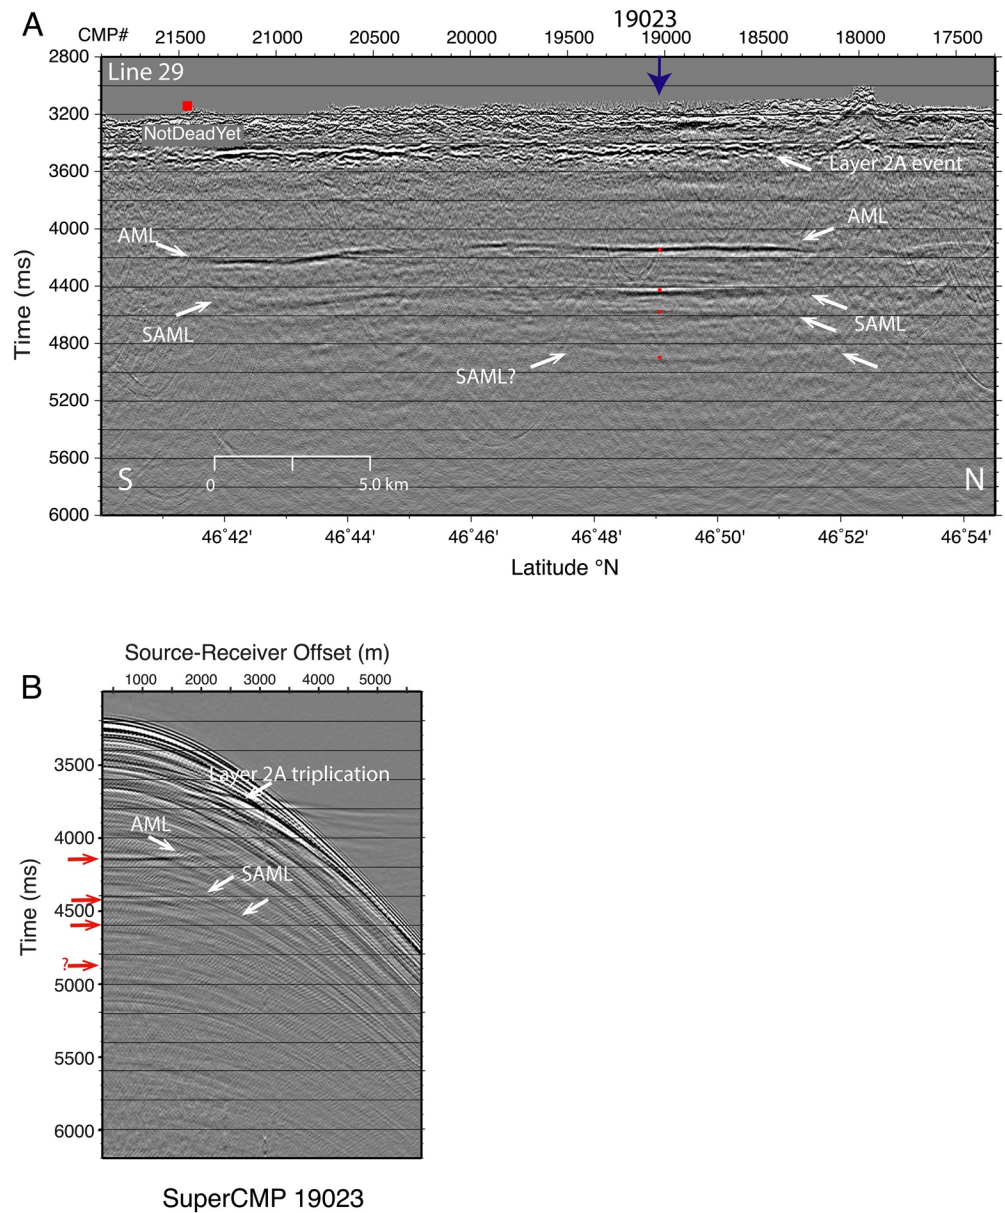 A
19023
CMP# 21500 21000 20500 20000 19500 19000 18500 18000 17500
2800
Line 29
3200
NotDeadYet
3600
Layer 2A event
4000
AML
AML
4400
SAML
SAML
4800
SAML?
5200
5600
S
0 5.0 km
N
6000
Time (ms)
46°42' 46°44' 46°46' 46°48' 46°50' 46°52' 46°54'
Latitude °N
Source-Receiver Offset (m)
B
1000 2000 3000 4000 5000
3500
Layer 2A triplication
AML
4000
SAML
4500
?
5000
5500
6000
Time (ms)
SuperCMP 19023